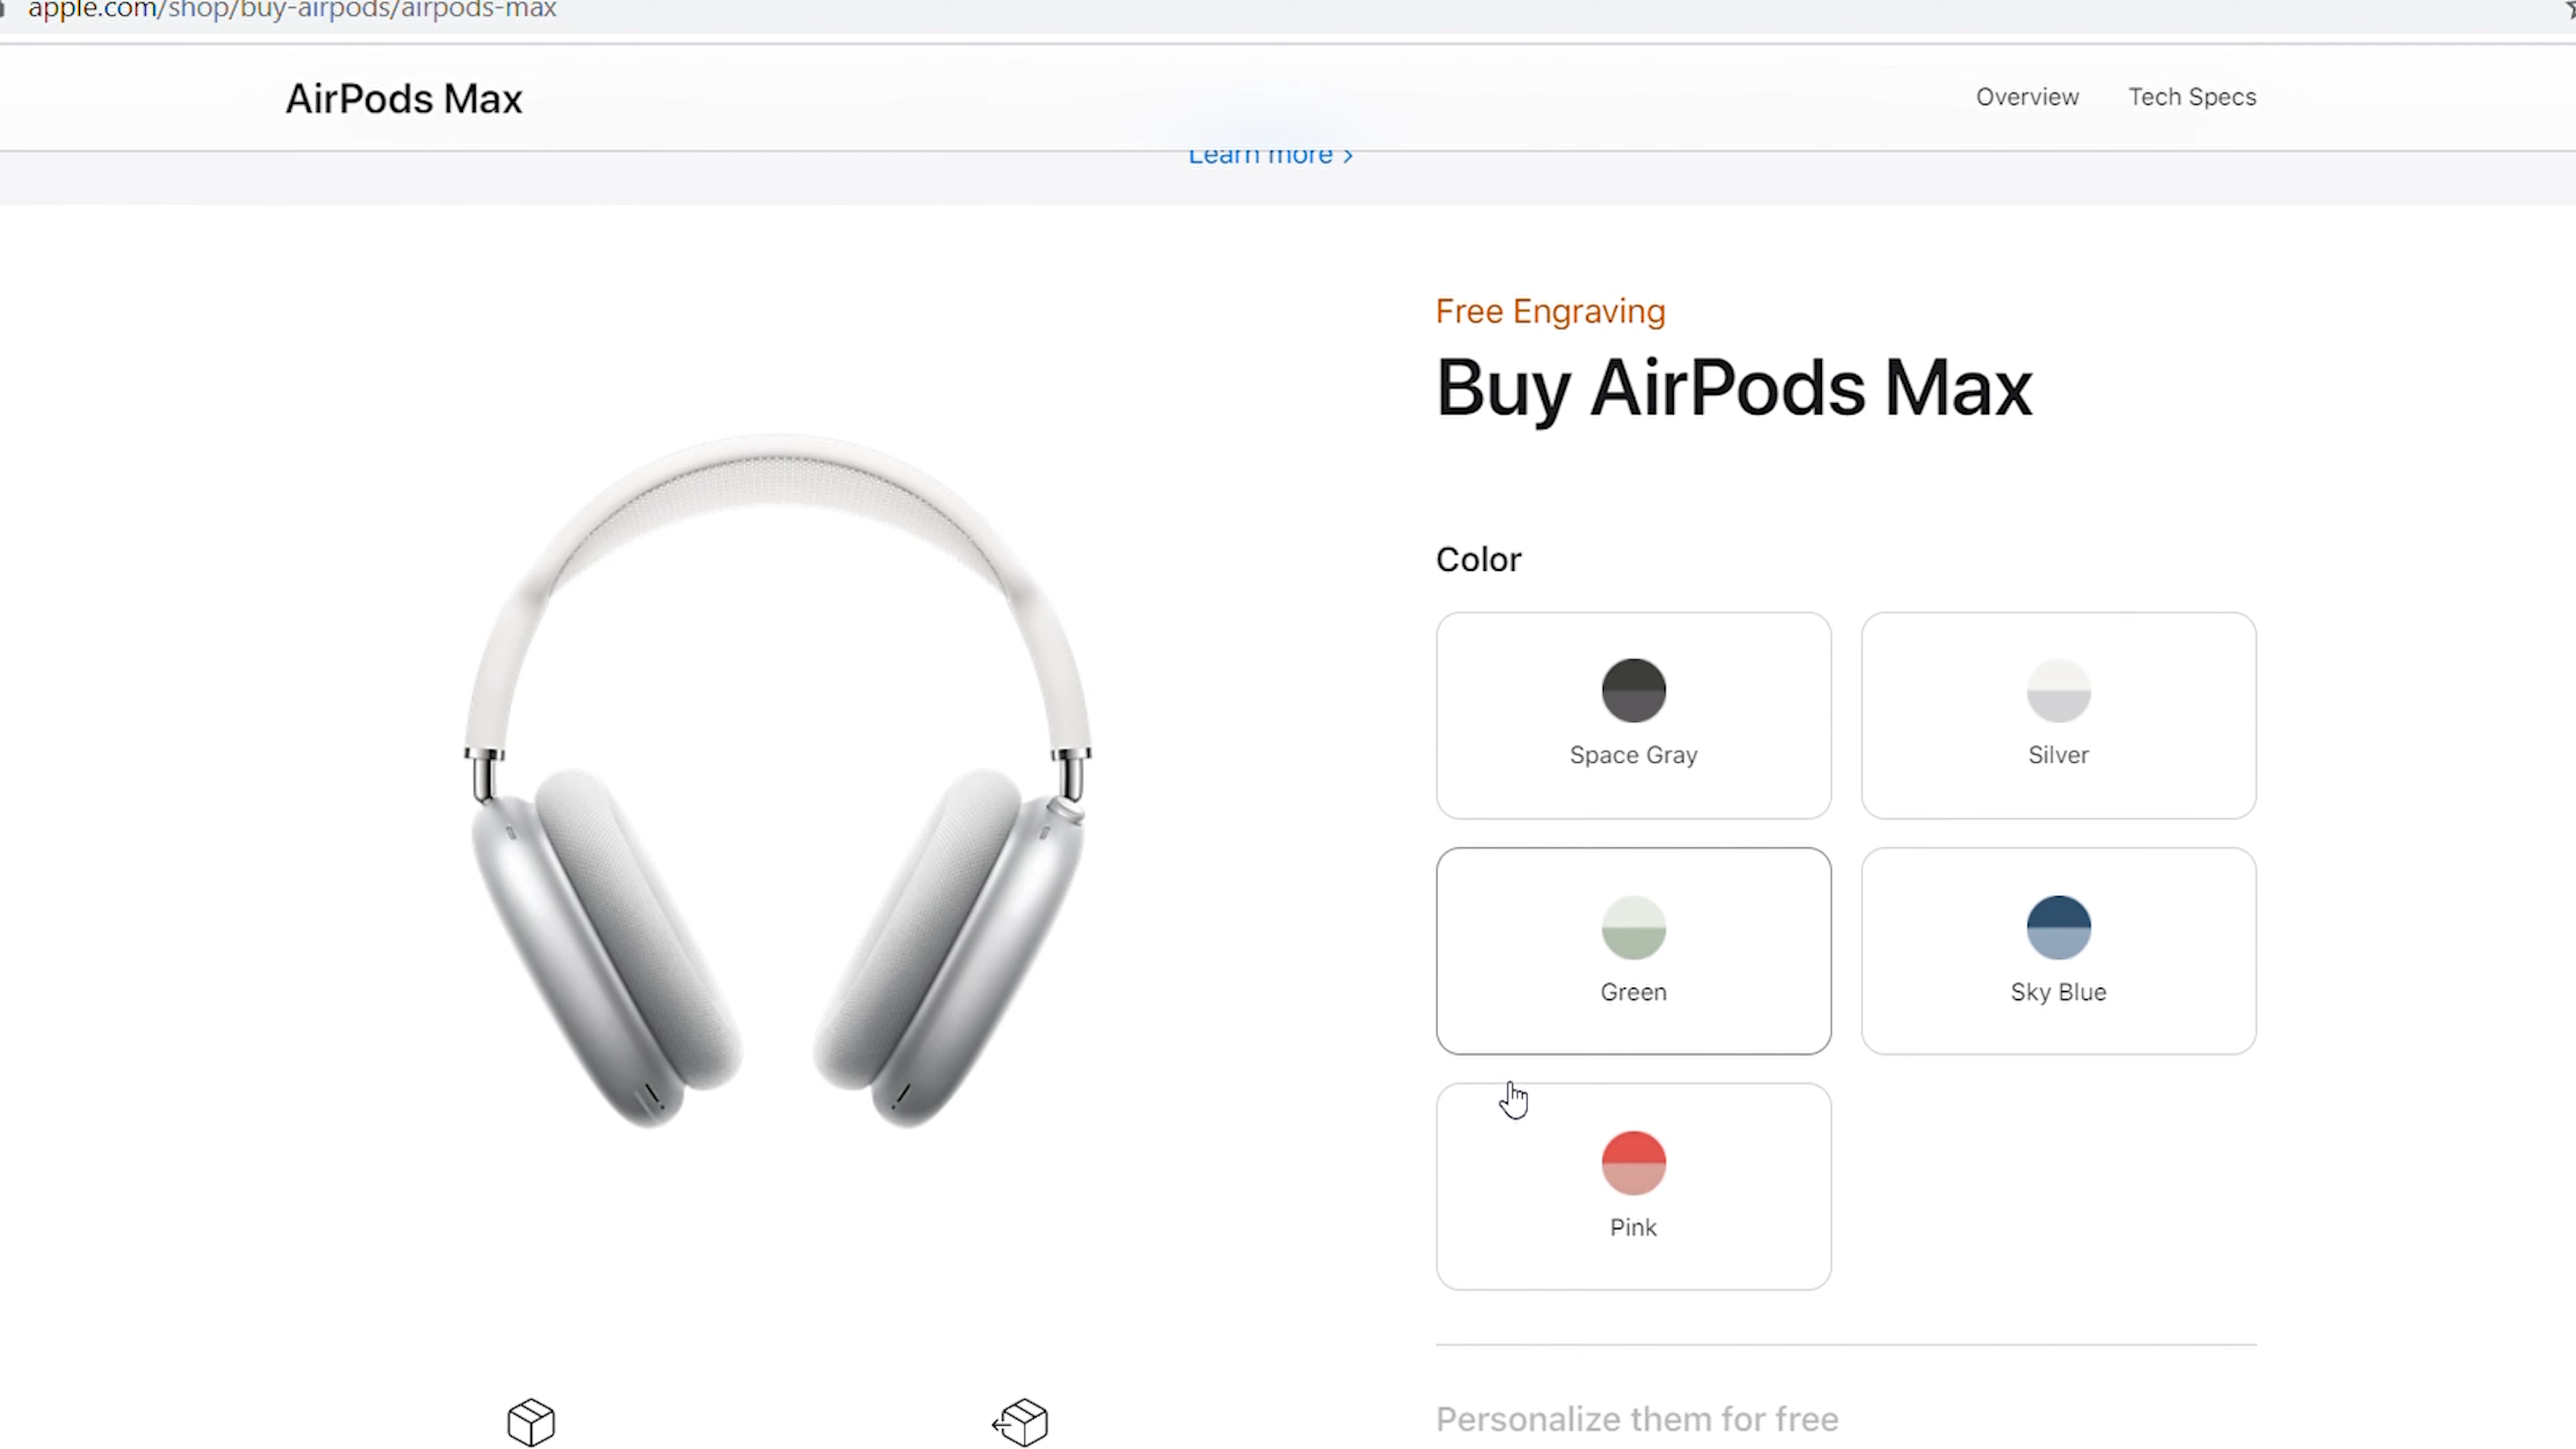 apple.com/shop/buy-airpods/airpods-max
AirPods Max
Overview
Tech Specs
Learn more >
Free Engraving
Buy AirPods Max
Color
Space Gray
Silver
Green
Sky Blue
Pink
Personalize them for free